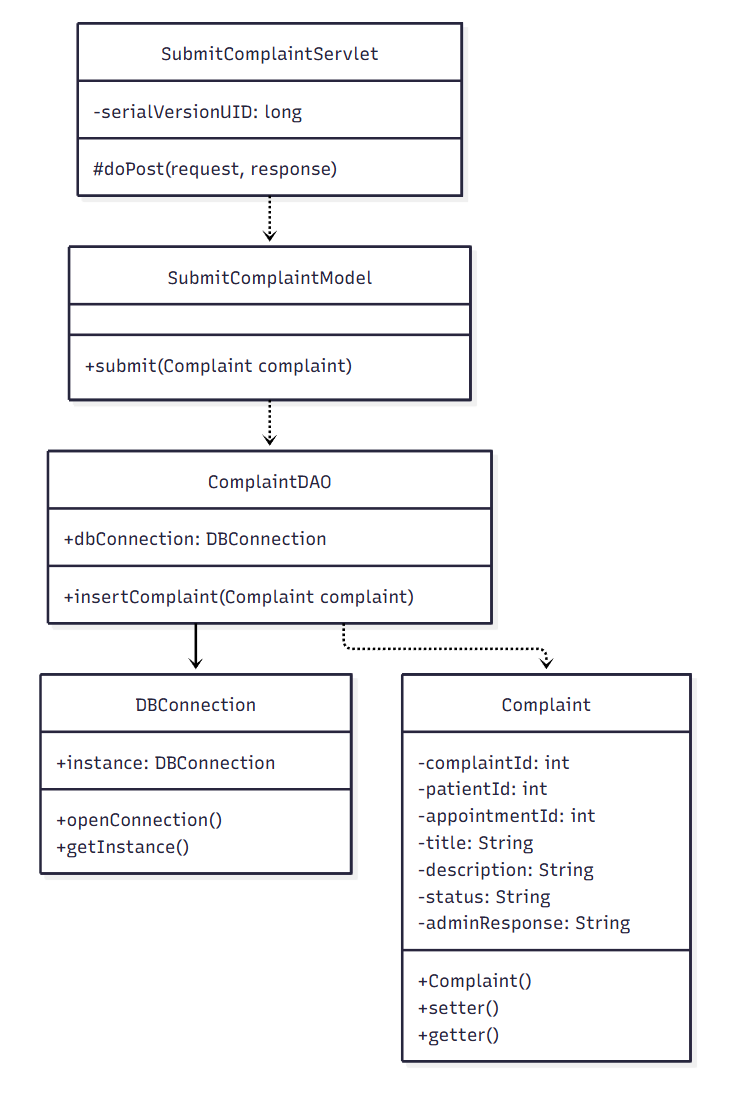 SubmitComplaintServlet
-serialVersionUID: long
#doPost(request, response)
SubmitComplaintModel
+submit(Complaint complaint)
ComplaintDAO
+dbConnection: DBConnection
+insertComplaint(Complaint complaint)
DBConnection
+instance: DBConnection
+openConnection()
+getInstance()
Complaint
-complaintId: int
-patientId: int
-appointmentId: int
-title: String
-description: String
-status: String
-adminResponse: String
+Complaint()
+setter()
+getter()